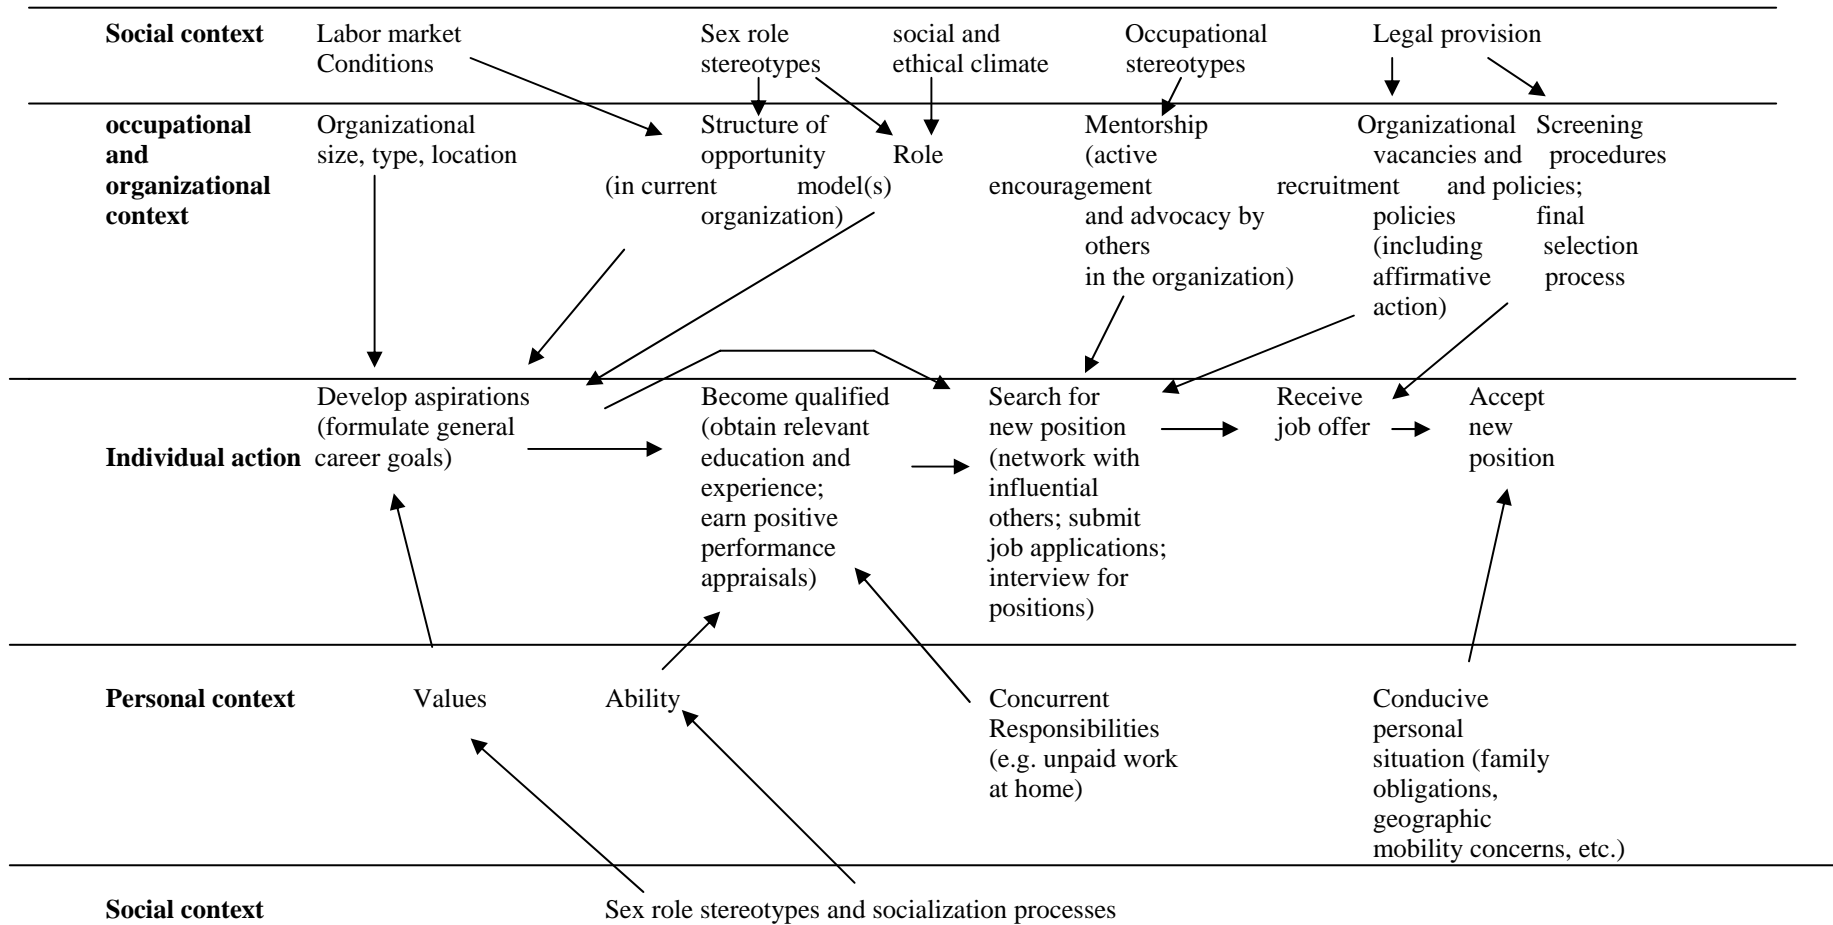 Social context Labor market Sex role social and Occupational Legal provision
Conditions stereotypes ethical climate stereotypes
occupational Organizational Structure of Mentorship Organizational Screening
and size, type, location opportunity Role (active vacancies and procedures
organizational (in current model(s) encouragement recruitment and policies;
context organization) and advocacy by policies final
others (including selection
in the organization) affirmative process
action)
Develop aspirations Become qualified Search for Receive Accept
(formulate general (obtain relevant new position job offer new
Individual action career goals) education and (network with position
experience; influential
earn positive others; submit
performance job applications;
appraisals) interview for
positions)
Personal context Values Ability Concurrent Conducive
Responsibilities personal
(e.g. unpaid work situation (family
at home) obligations,
geographic
mobility concerns, etc.)
Social context Sex role stereotypes and socialization processes